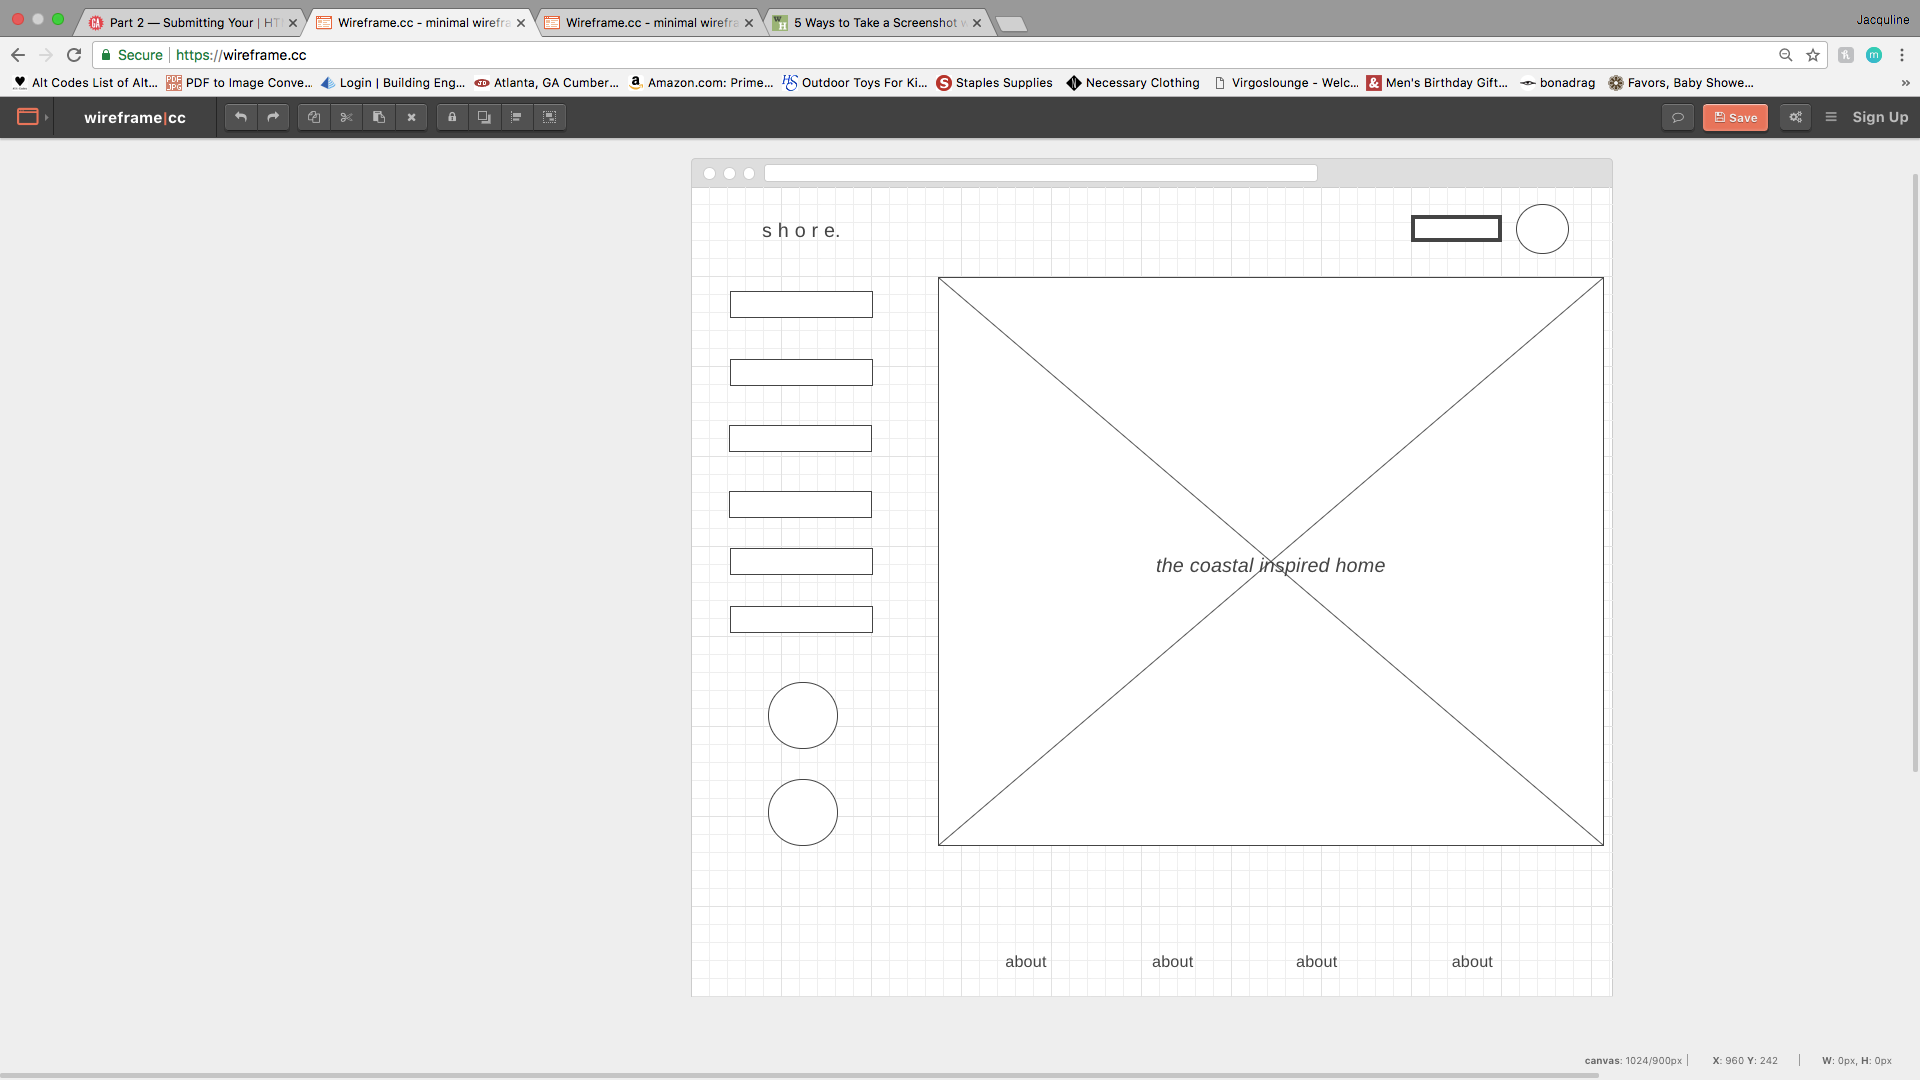 Part 2 — Submitting Your | HT
Wireframe.cc - minimal wirefra
Wireframe.cc - minimal wirefra
5 Ways to Take a Screenshot w
Jacquline
Secure
https://wireframe.cc
m
Alt Codes List of Alt...
PDF to Image Conve...
Login | Building Eng...
Atlanta, GA Cumber...
Amazon.com: Prime...
Outdoor Toys For Ki...
Staples Supplies
Necessary Clothing
Virgoslounge - Welc...
Men's Birthday Gift...
bonadrag
Favors, Baby Showe...
»
wireframe|cc
Save
Sign Up
s h o r e.
the coastal inspired home
about
about
about
about
canvas: 1024/900px
X: 960 Y: 242
W: 0px, H: 0px